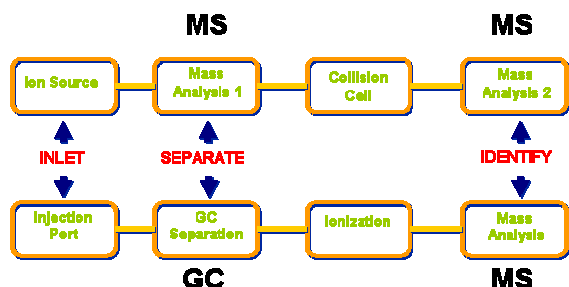 MS MS
Ion Source
Mass
Analysis 1
Collision
Cell
Mass
Analysis 2
INLET SEPARATE IDENTIFY
Injection
Port
GC
Separation
Ionization
Mass
Analysis
GC MS